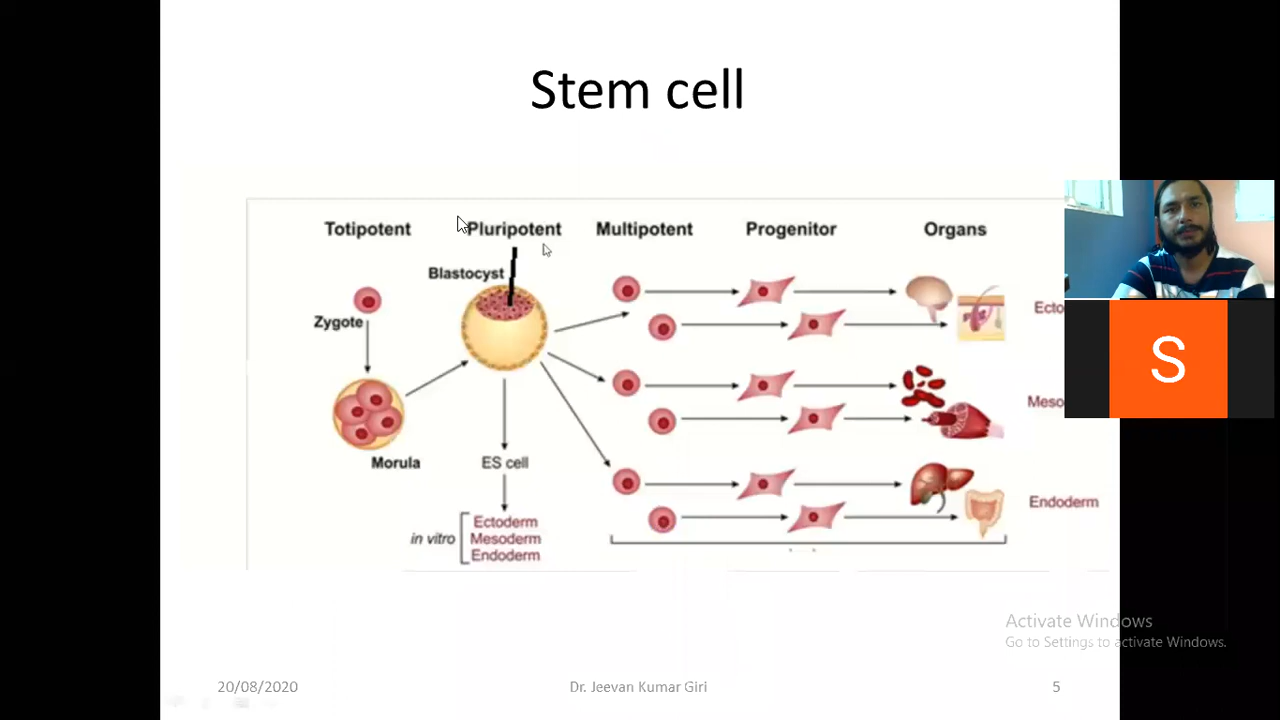 Stem cell
Totipotent Pluripotent Multipotent Progenitor Organs
Blastocyst
Zygote
Ecto
Meso
Morula
ES cell
Endoderm
in vitro
Ectoderm
Mesoderm
Endoderm
S
Activate Windows
Go to Settings to activate Windows.
20/08/2020 Dr. Jeevan Kumar Giri 5